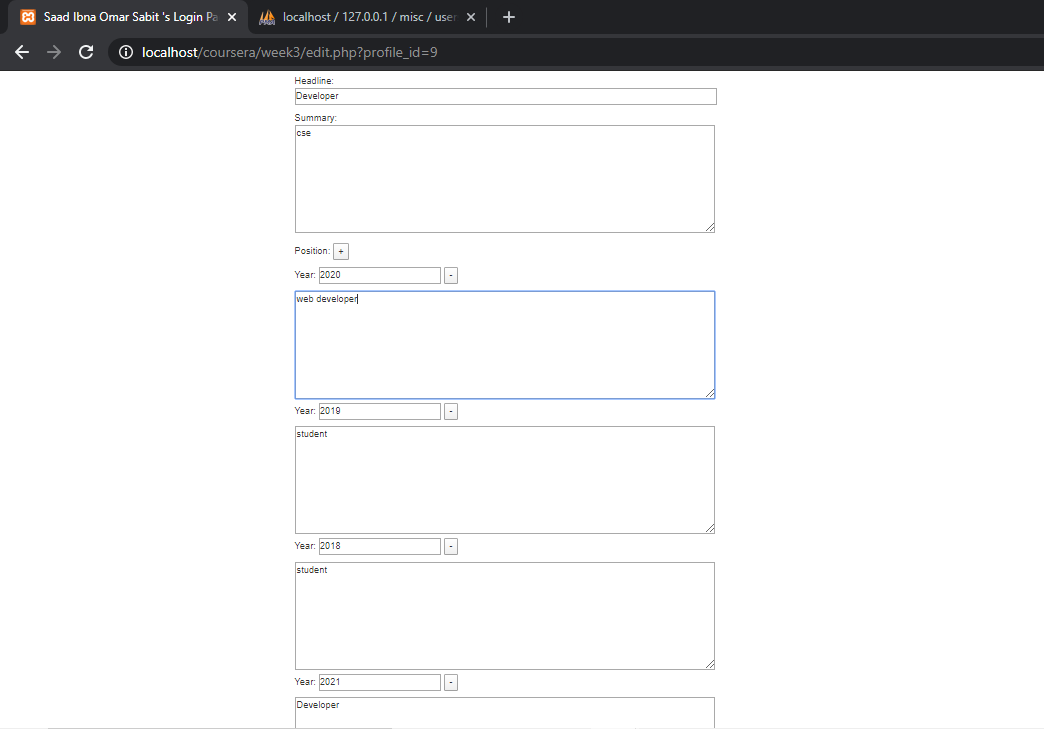 Saad Ibna Omar Sabit 's Login Pa
localhost / 127.0.0.1 / misc / user
localhost/coursera/week3/edit.php?profile_id=9
Headline:
Developer
Summary:
cse
Position: +
Year: 2020 -
web developer
Year: 2019 -
student
Year: 2018 -
student
Year: 2021 -
Developer